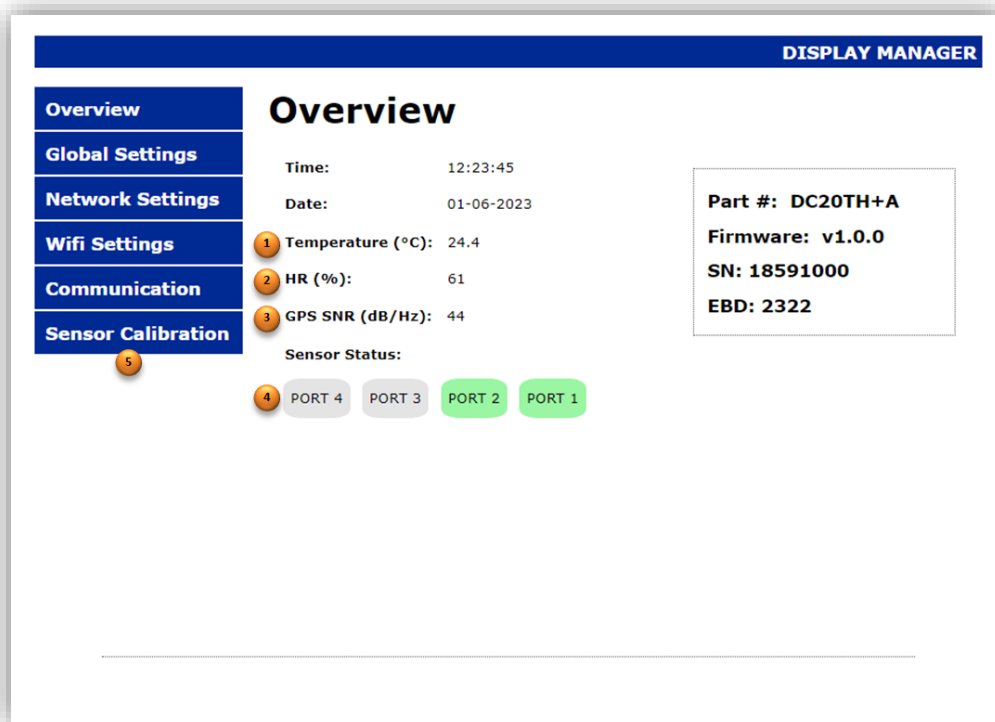 DISPLAY MANAGER
Overview
Global Settings
Network Settings
Wifi Settings
Communication
Sensor Calibration
5
Overview
Time: 12:23:45
Date: 01-06-2023
1 Temperature (°C): 24.4
2 HR (%): 61
3 GPS SNR (dB/Hz): 44
Sensor Status:
4 PORT 4 PORT 3 PORT 2 PORT 1
Part #: DC20TH+A
Firmware: v1.0.0
SN: 18591000
EBD: 2322